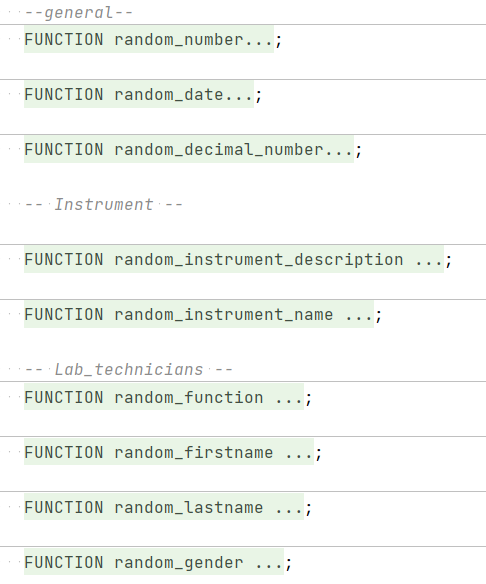 --general--
FUNCTION random_number...;
FUNCTION random_date...;
FUNCTION random_decimal_number...;
-- Instrument --
FUNCTION random_instrument_description ...;
FUNCTION random_instrument_name ...;
-- Lab_technicians --
FUNCTION random_function ...;
FUNCTION random_firstname ...;
FUNCTION random_lastname ...;
FUNCTION random_gender ...;